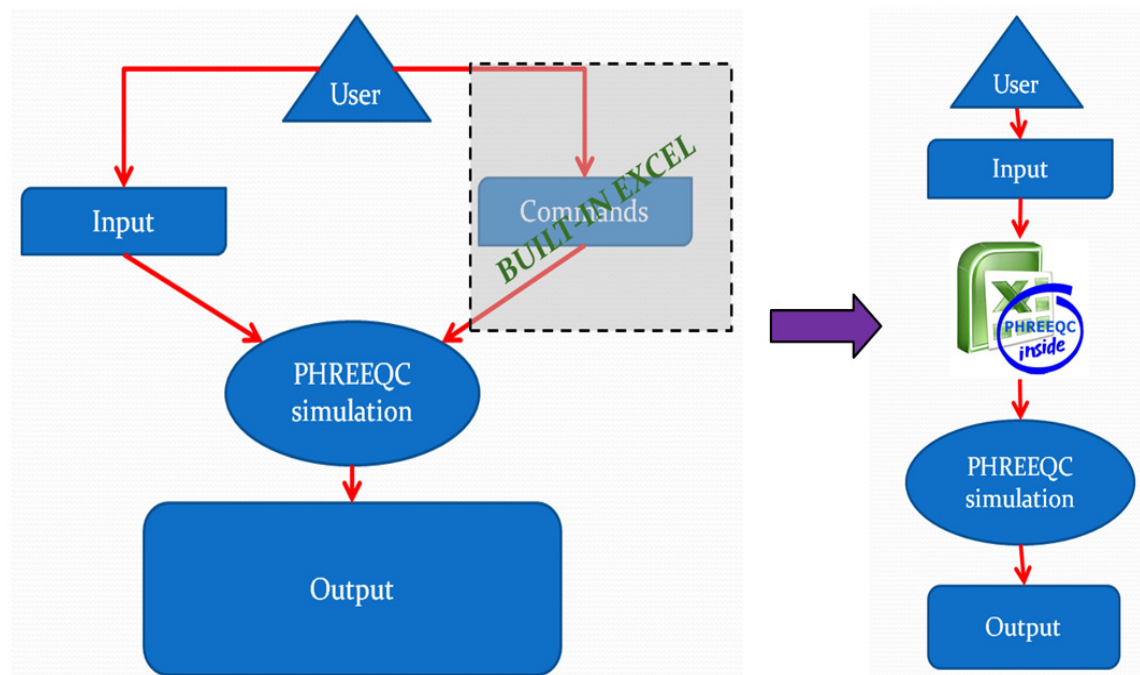 User
Input
Commands
BUILT-IN EXCEL
PHREEQC
simulation
Output
User
Input
X
PHREEQC
inside
PHREEQC
simulation
Output